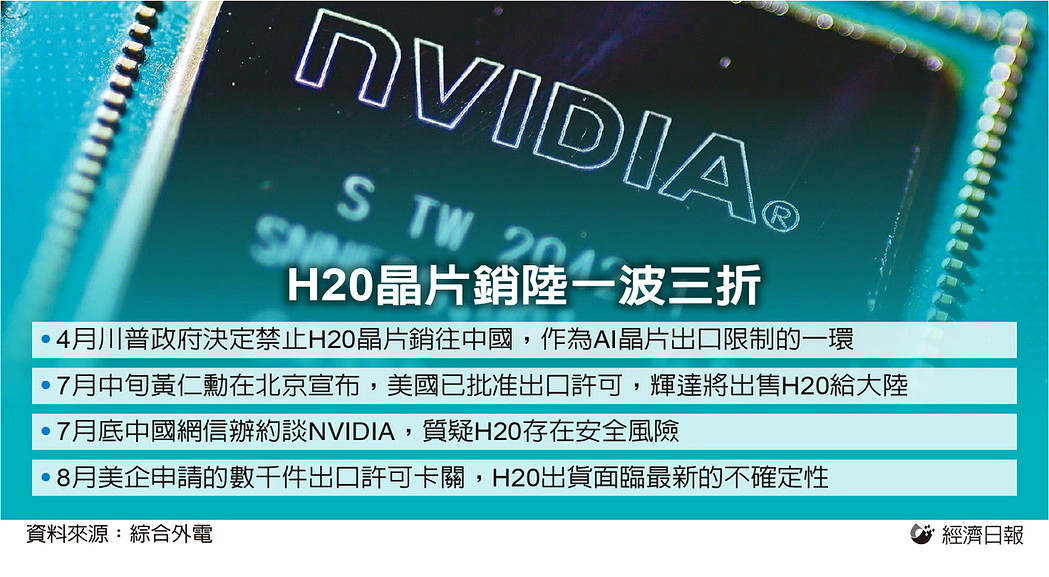 NVIDIA®
S TW
H20晶片銷陸一波三折
•4月川普政府決定禁止H20晶片銷往中國，作為AI晶片出口限制的一環
•7月中旬黃仁勳在北京宣布，美國已批准出口許可，輝達將出售H20給大陸
•7月底中國網信辦約談NVIDIA，質疑H20存在安全風險
•8月美企申請的數千件出口許可卡關，H20出貨面臨最新的不確定性
資料來源：綜合外電
經濟日報